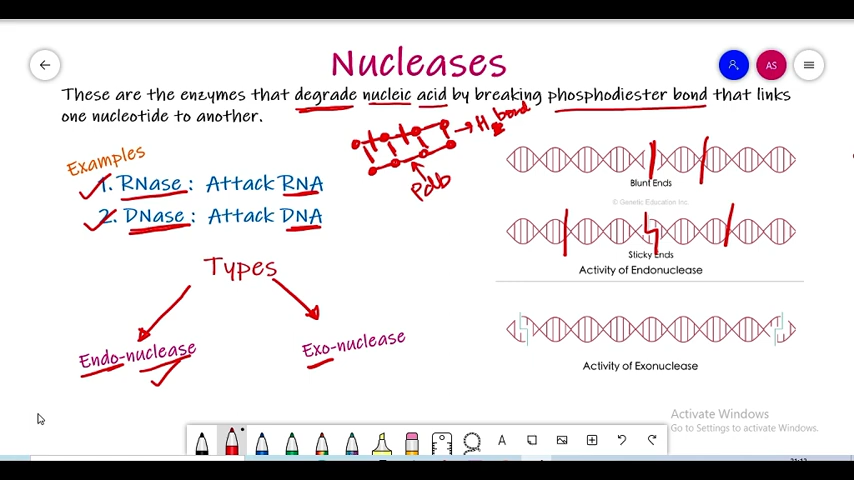 Nucleases
AS
These are the enzymes that degrade nucleic acid by breaking phosphodiester bond that links
one nucleotide to another.
→ H bond
Pdb
Examples
1. RNase : Attack RNA
2. DNase : Attack DNA
Types
Endo-nuclease
Exo-nuclease
Blunt Ends
© Genetic Education Inc.
Sticky Ends
Activity of Endonuclease
Activity of Exonuclease
Activate Windows
Go to Settings to activate Windows.
A